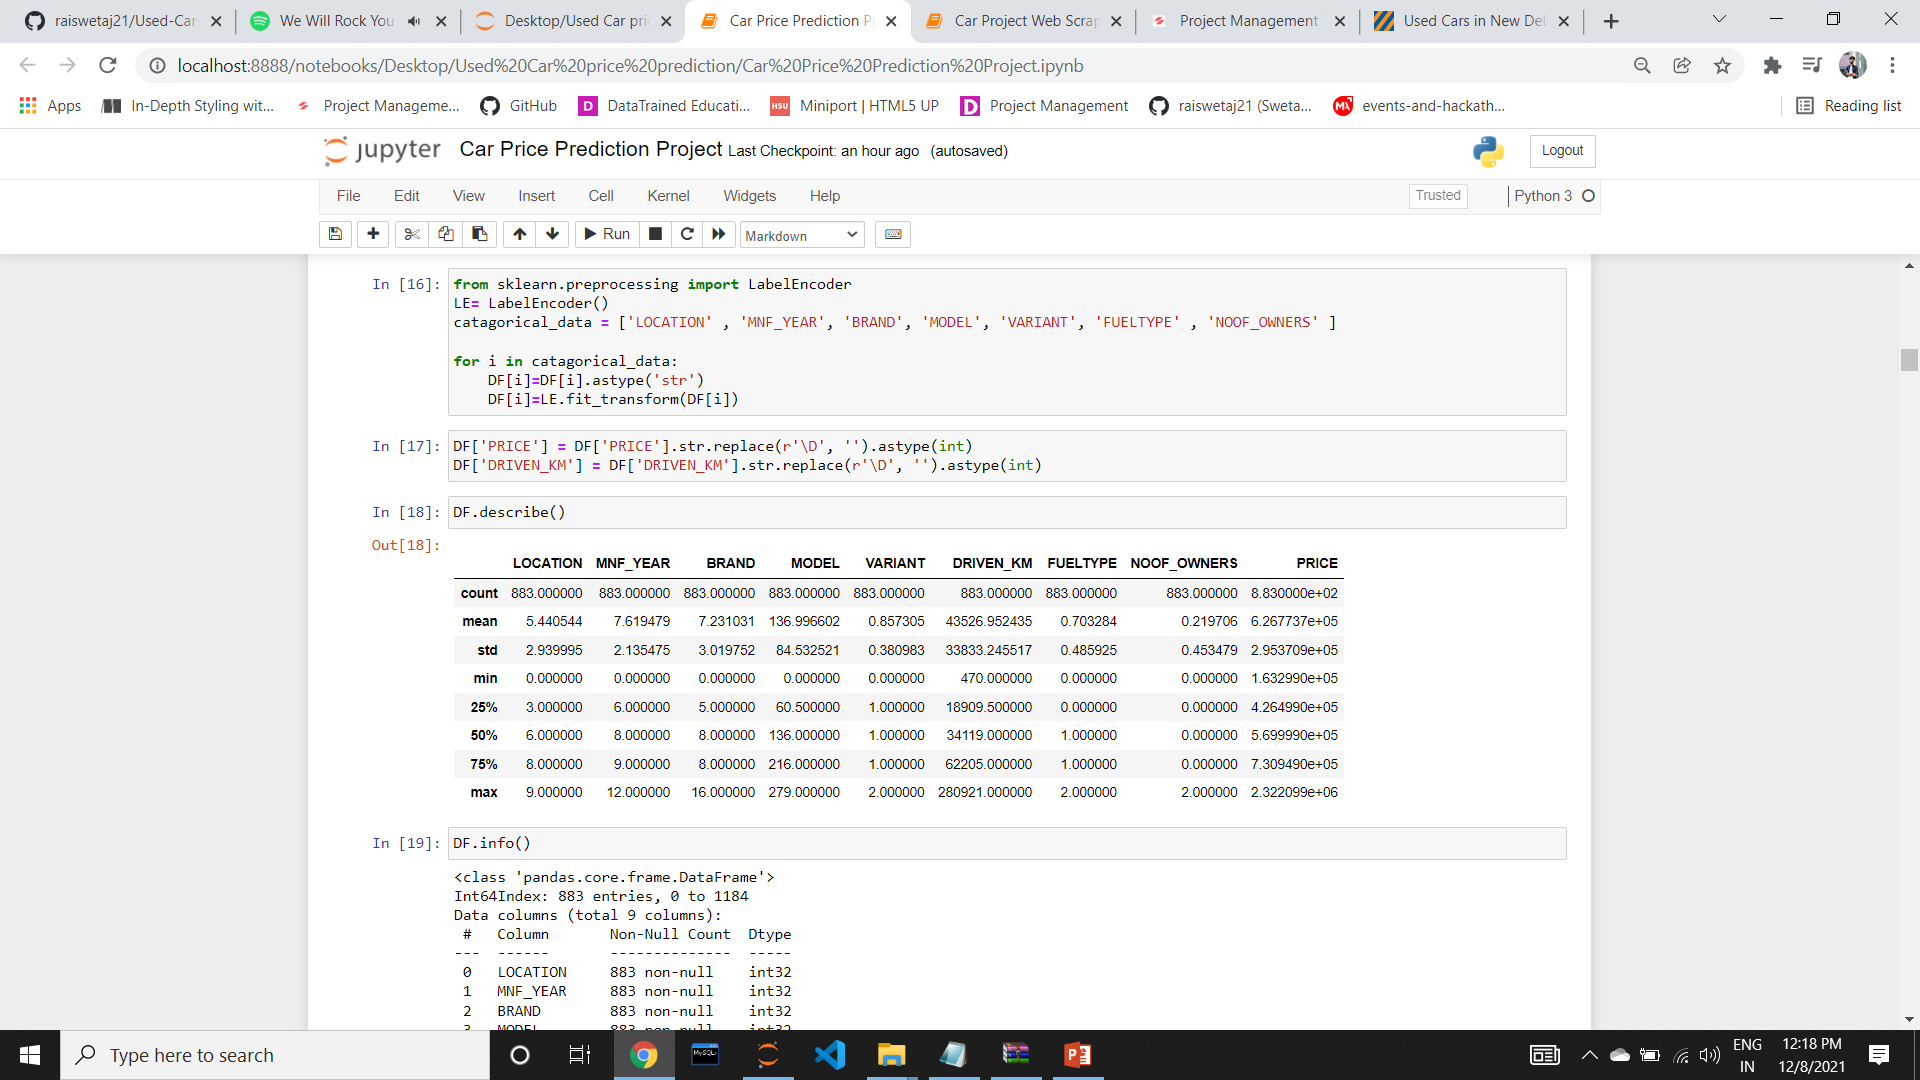 raiswetaj21/Used-Car-
We Will Rock You
Desktop/Used Car pri
Car Price Prediction P
Car Project Web Scrap
Project Management
Used Cars in New Del
localhost:8888/notebooks/Desktop/Used%20Car%20price%20prediction/Car%20Price%20Prediction%20Project.ipynb
Apps
In-Depth Styling wit...
Project Manageme...
GitHub
D DataTrained Educati...
HSU Miniport | HTML5 UP
D Project Management
raiswetaj21 (Sweta...
events-and-hackath...
Reading list
jupyter Car Price Prediction Project Last Checkpoint: an hour ago (autosaved)
Logout
File Edit View Insert Cell Kernel Widgets Help
Trusted
Python 3
Run
Markdown
In [16]: from sklearn.preprocessing import LabelEncoder
LE= LabelEncoder()
catagorical_data = ['LOCATION' , 'MNF_YEAR', 'BRAND', 'MODEL', 'VARIANT', 'FUELTYPE' , 'NOOF_OWNERS' ]
for i in catagorical_data:
DF[i]=DF[i].astype('str')
DF[i]=LE.fit_transform(DF[i])
In [17]: DF['PRICE'] = DF['PRICE'].str.replace(r'\D', '').astype(int)
DF['DRIVEN_KM'] = DF['DRIVEN_KM'].str.replace(r'\D', '').astype(int)
In [18]: DF.describe()
Out[18]:
LOCATION MNF_YEAR BRAND MODEL VARIANT DRIVEN_KM FUELTYPE NOOF_OWNERS PRICE
count 883.000000 883.000000 883.000000 883.000000 883.000000 883.000000 883.000000 883.000000 8.830000e+02
mean 5.440544 7.619479 7.231031 136.996602 0.857305 43526.952435 0.703284 0.219706 6.267737e+05
std 2.939995 2.135475 3.019752 84.532521 0.380983 33833.245517 0.485925 0.453479 2.953709e+05
min 0.000000 0.000000 0.000000 0.000000 0.000000 470.000000 0.000000 0.000000 1.632990e+05
25% 3.000000 6.000000 5.000000 60.500000 1.000000 18909.500000 0.000000 0.000000 4.264990e+05
50% 6.000000 8.000000 8.000000 136.000000 1.000000 34119.000000 1.000000 0.000000 5.699990e+05
75% 8.000000 9.000000 8.000000 216.000000 1.000000 62205.000000 1.000000 0.000000 7.309490e+05
max 9.000000 12.000000 16.000000 279.000000 2.000000 280921.000000 2.000000 2.000000 2.322099e+06
In [19]: DF.info()
<class 'pandas.core.frame.DataFrame'>
Int64Index: 883 entries, 0 to 1184
Data columns (total 9 columns):
# Column Non-Null Count Dtype
--- ------ -------------- -----
0 LOCATION 883 non-null int32
1 MNF_YEAR 883 non-null int32
2 BRAND 883 non-null int32
3 MODEL 883 non-null int32
Type here to search
MySQL
ENG
IN
12:18 PM
12/8/2021